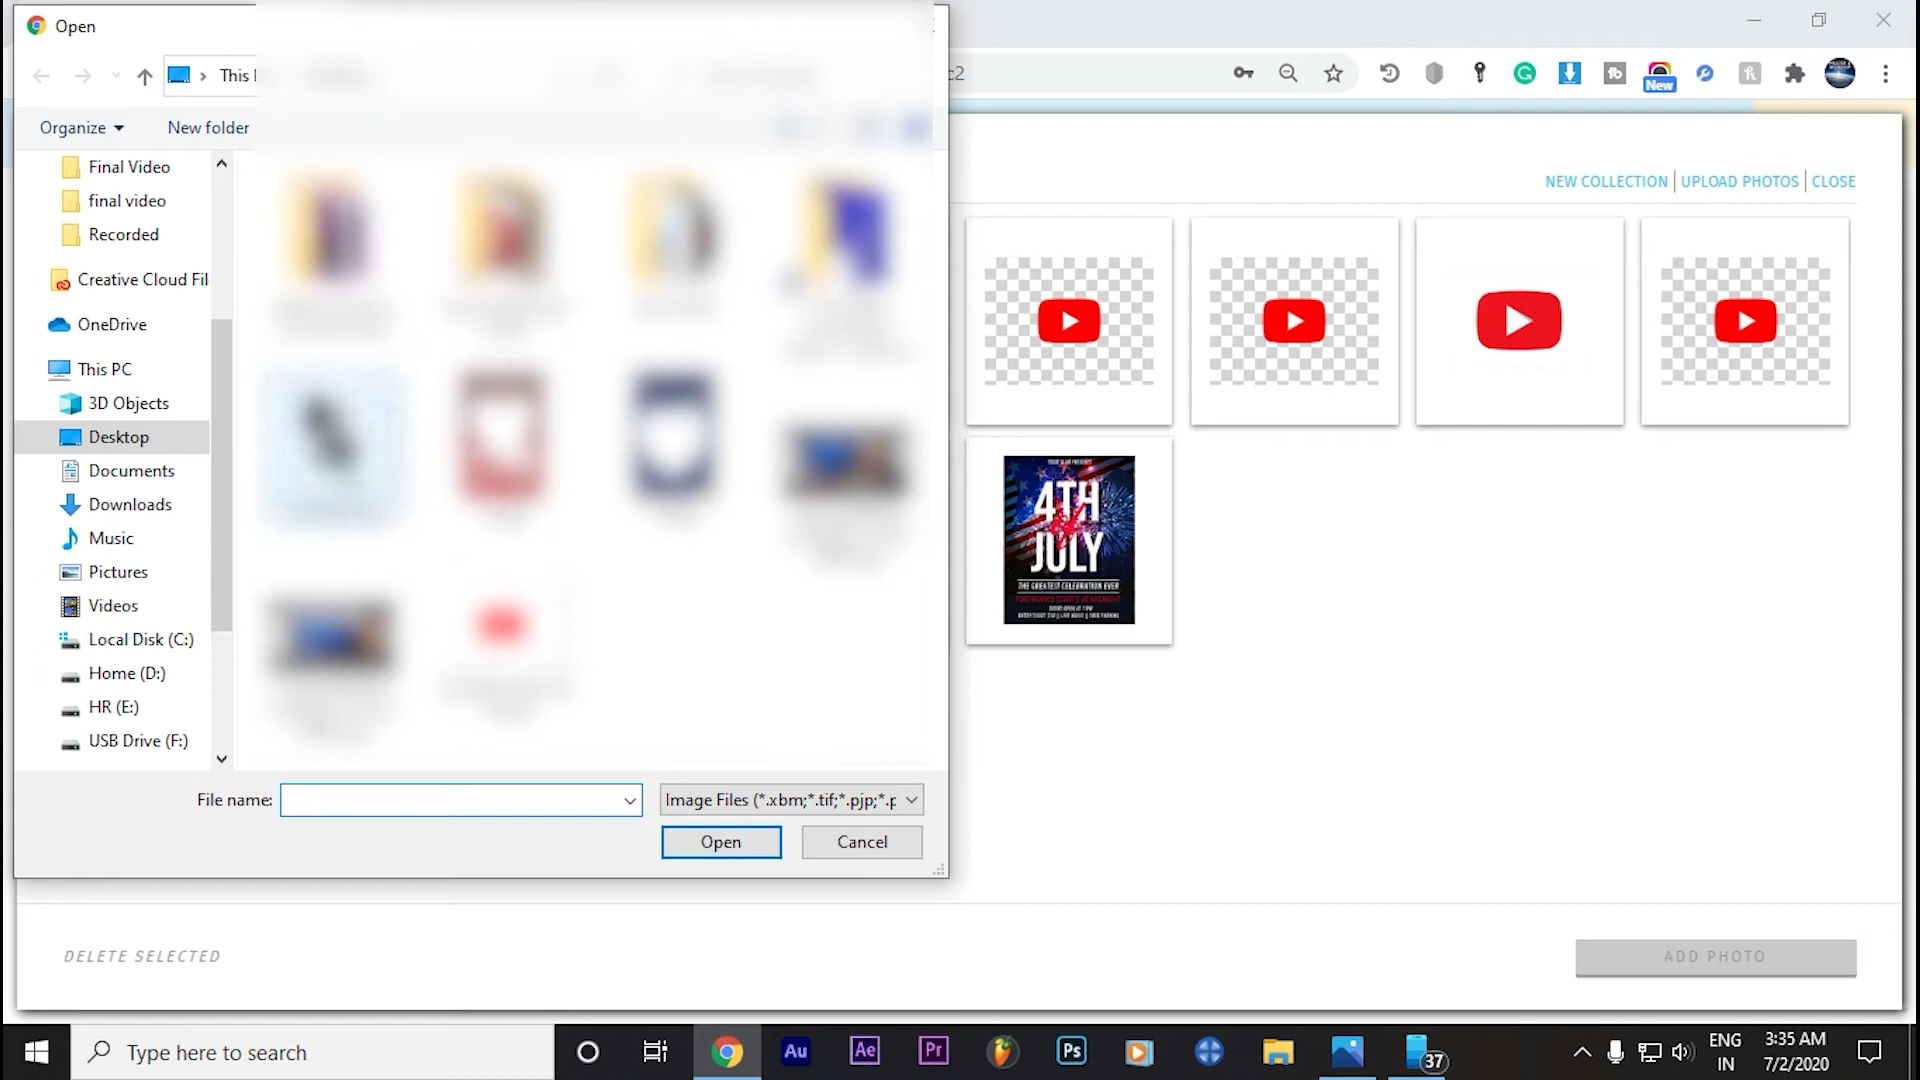 Open
c2
This
New
Organize
New folder
Final Video
final video
Recorded
Creative Cloud Fil
OneDrive
This PC
3D Objects
Desktop
Documents
Downloads
Music
Pictures
Videos
Local Disk (C:)
Home (D:)
HR (E:)
USB Drive (F:)
NEW COLLECTION
UPLOAD PHOTOS
CLOSE
4TH
of
JULY
THE GREATEST CELEBRATION EVER
File name:
Image Files (*.xbm;*.tif;*.pjp;*.p
Open
Cancel
DELETE SELECTED
ADD PHOTO
Type here to search
Au
Ae
Pr
Ps
37
ENG
IN
3:35 AM
7/2/2020